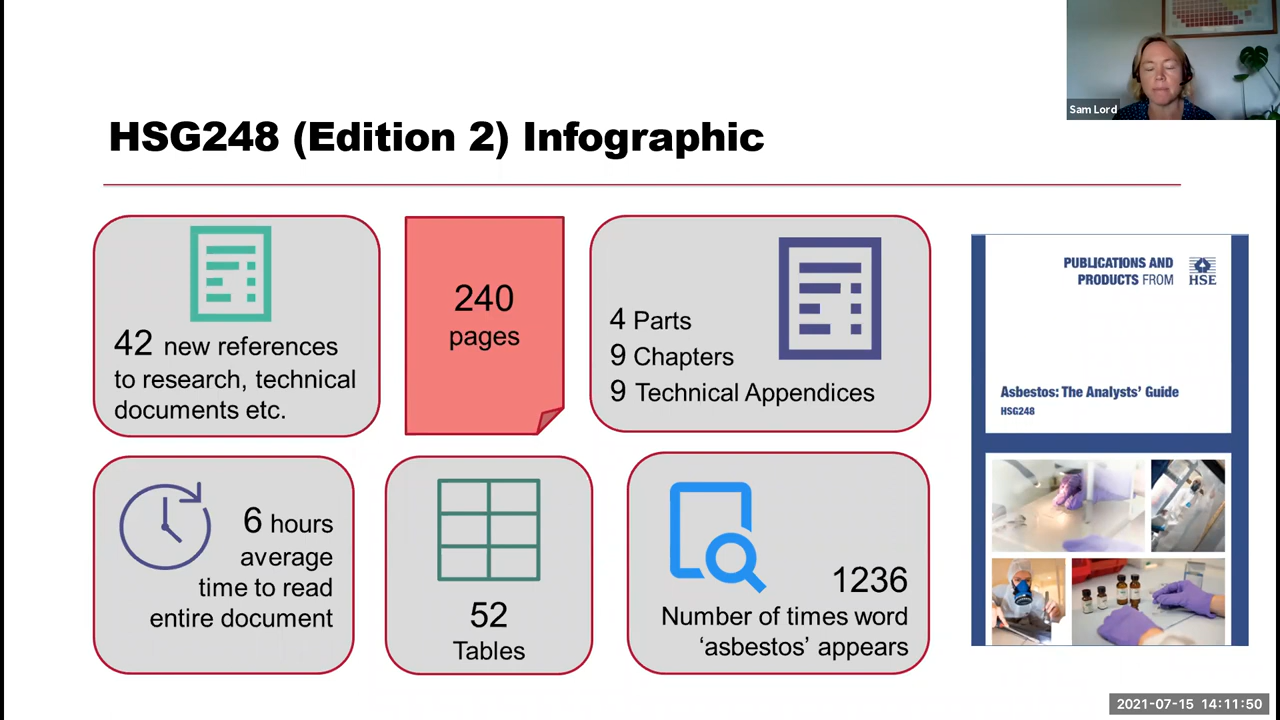 Sam Lord
HSG248 (Edition 2) Infographic
42 new references
to research, technical
documents etc.
240
pages
4 Parts
9 Chapters
9 Technical Appendices
6 hours
average
time to read
entire document
52
Tables
1236
Number of times word
‘asbestos’ appears
PUBLICATIONS AND
PRODUCTS FROM
HSE
Asbestos: The Analysts’ Guide
HSG248
2021-07-15 14:11:50